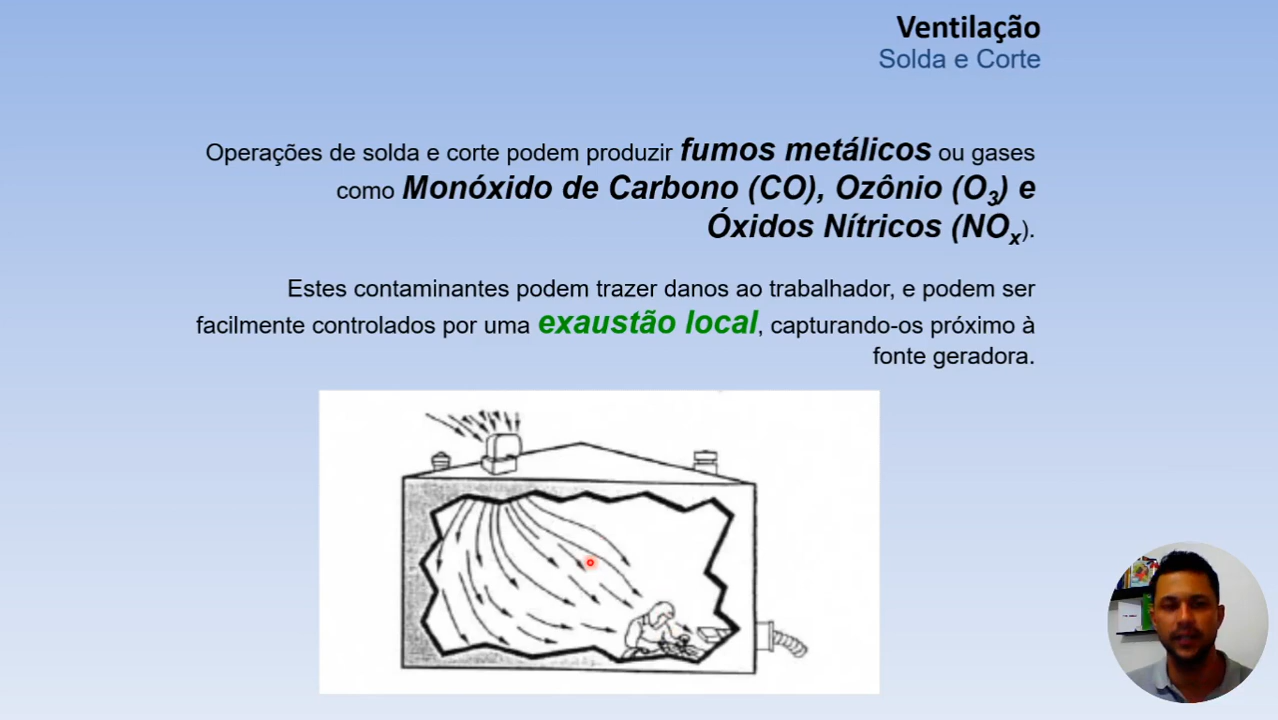 Ventilação
Solda e Corte
Operações de solda e corte podem produzir fumos metálicos ou gases
como Monóxido de Carbono (CO), Ozônio (O₃) e
Óxidos Nítricos (NOₓ).
Estes contaminantes podem trazer danos ao trabalhador, e podem ser
facilmente controlados por uma exaustão local, capturando-os próximo à
fonte geradora.